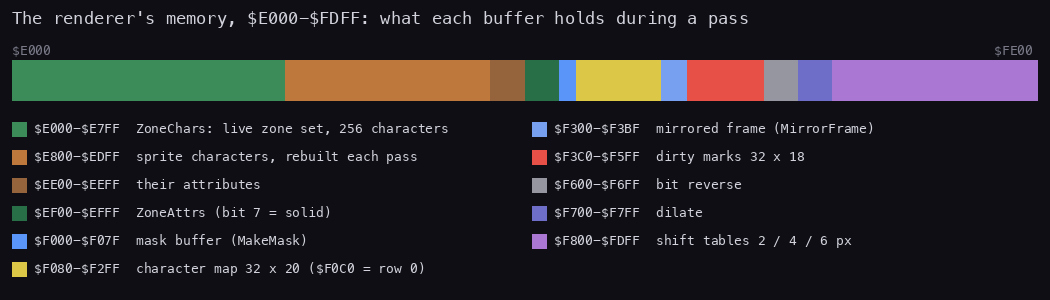 The renderer's memory, $E000–$FDFF: what each buffer holds during a pass
$E000 $FE00
$E000–$E7FF ZoneChars: live zone set, 256 characters
$E800–$EDFF sprite characters, rebuilt each pass
$EE00–$EEFF their attributes
$EF00–$EFFF ZoneAttrs (bit 7 = solid)
$F000–$F07F mask buffer (MakeMask)
$F080–$F2FF character map 32 x 20 ($F0C0 = row 0)
$F300–$F3BF mirrored frame (MirrorFrame)
$F3C0–$F5FF dirty marks 32 x 18
$F600–$F6FF bit reverse
$F700–$F7FF dilate
$F800–$FDFF shift tables 2 / 4 / 6 px